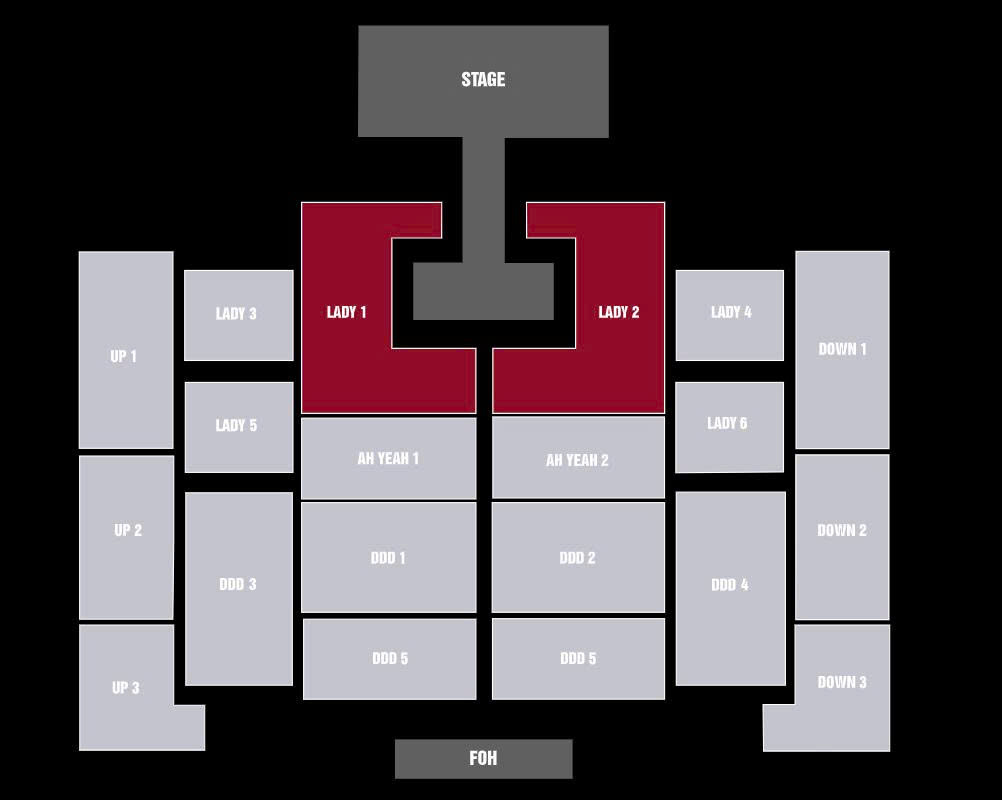 STAGE
LADY 1
LADY 2
LADY 3
LADY 4
UP 1
DOWN 1
LADY 5
LADY 6
AH YEAH 1
AH YEAH 2
UP 2
DOWN 2
DDD 1
DDD 2
DDD 3
DDD 4
DDD 5
DDD 5
UP 3
DOWN 3
FOH